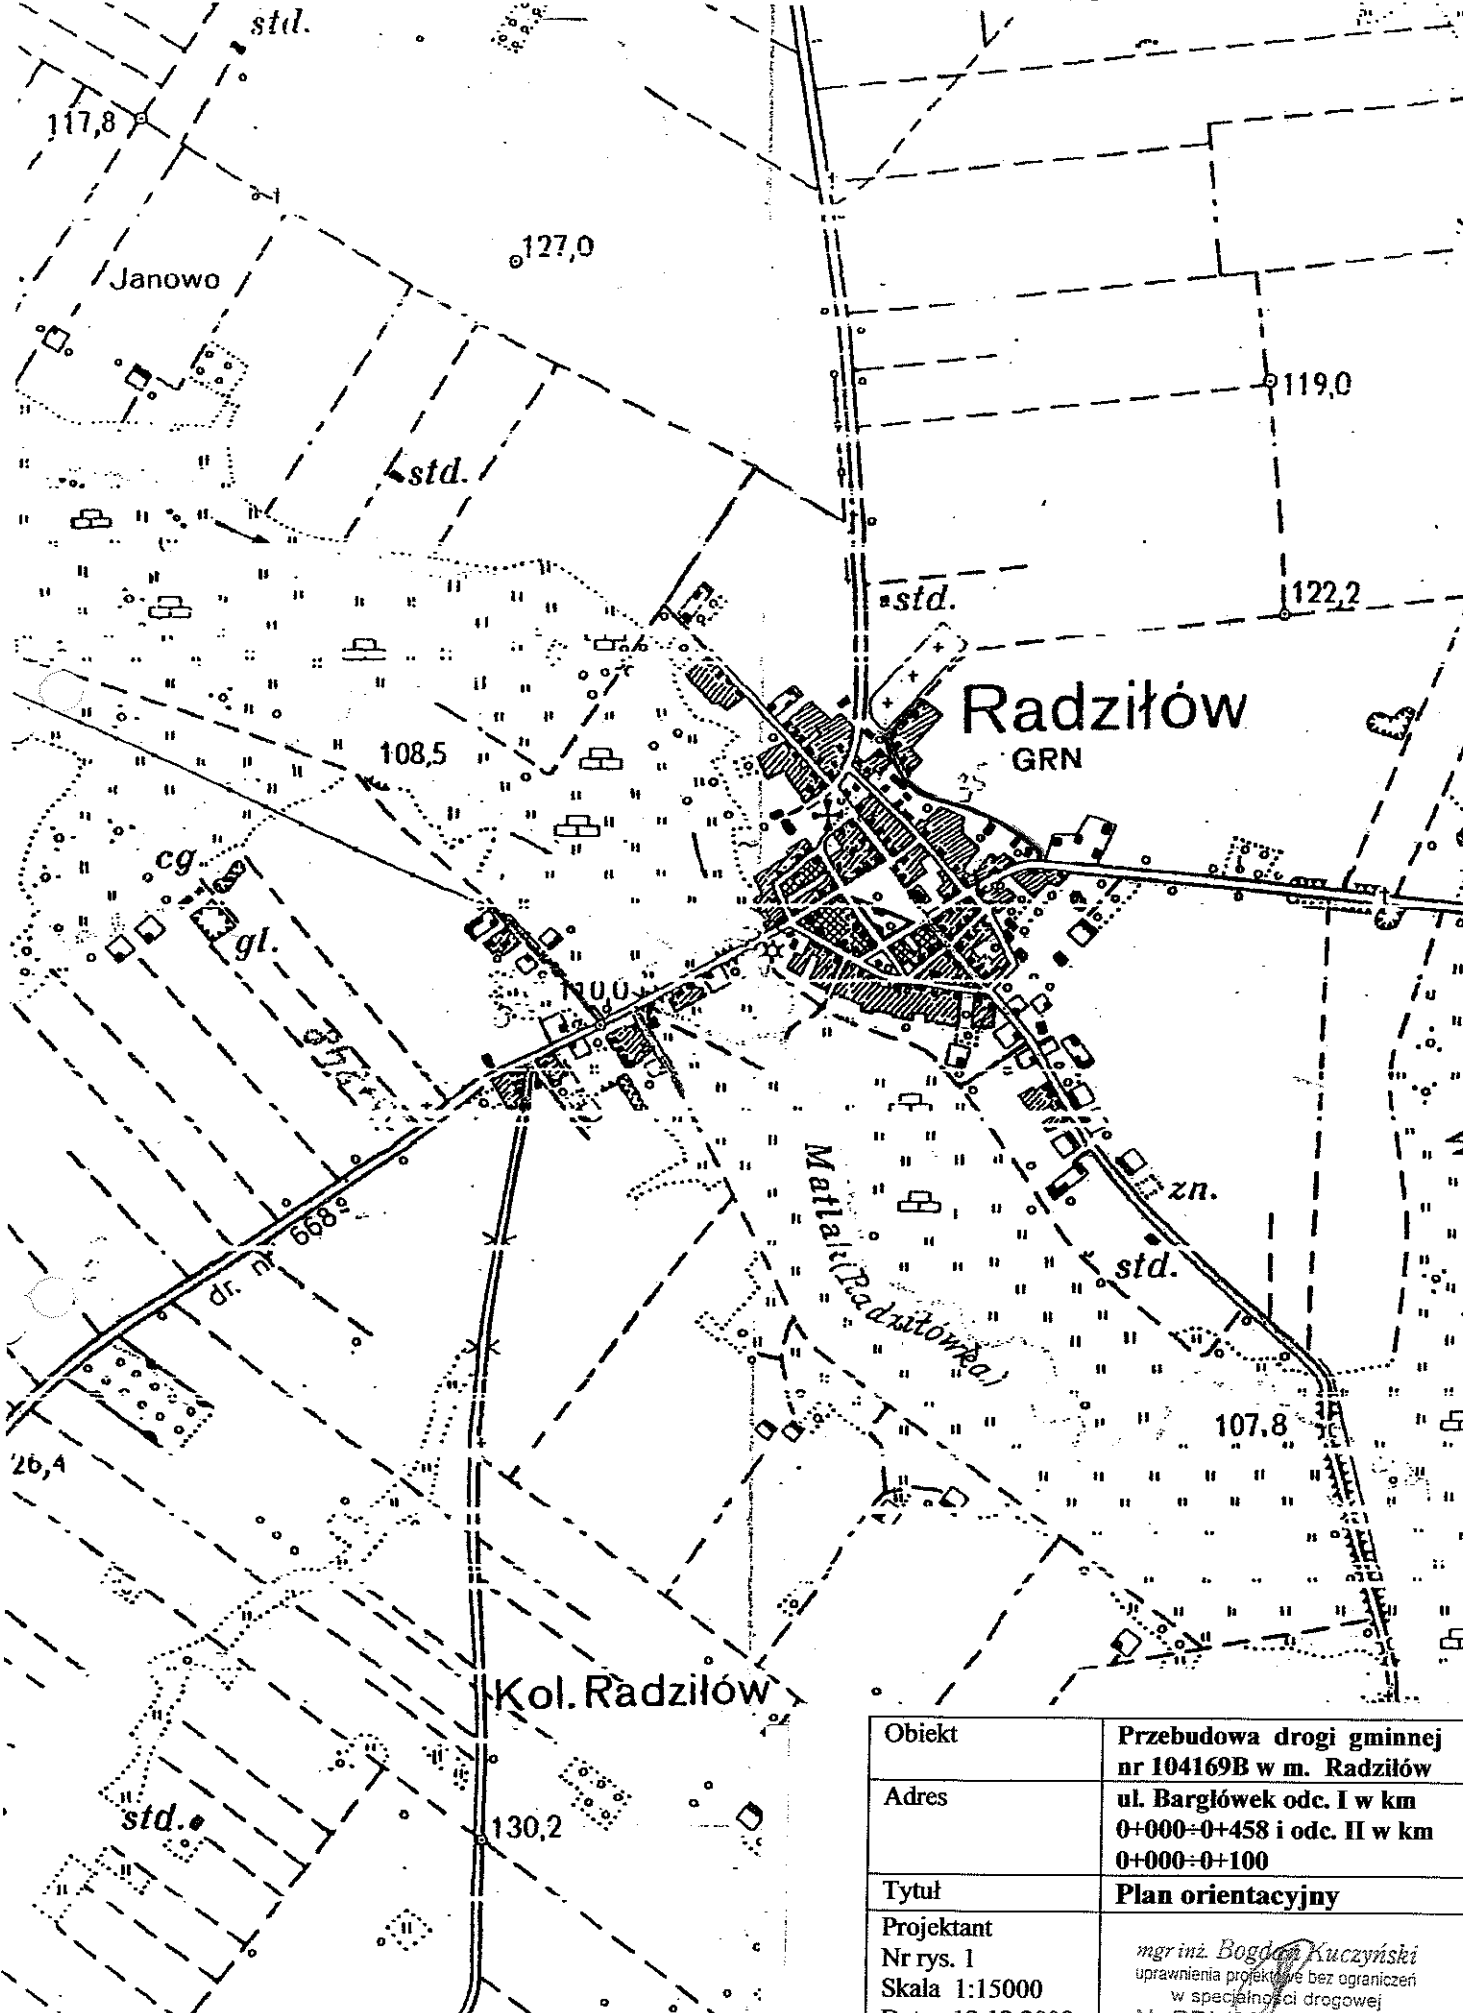 std.
117,8
127,0
Janowo
119,0
std.
122,2
std.
Radziłów
GRN
108,5
cg.
gl.
110,0
zn.
Matlak (Radziłówka)
std.
dr. nr 668
107,8
26,4
Kol. Radziłów
std.
130,2
Obiekt
Przebudowa drogi gminnej
nr 104169B w m. Radziłów
Adres
ul. Barglówek odc. I w km
0+000÷0+458 i odc. II w km
0+000÷0+100
Tytuł
Plan orientacyjny
Projektant
Nr rys. 1
Skala 1:15000
mgr inż. Bogdan Kuczyński
uprawnienia projektowe bez ograniczeń
w specjalności drogowej